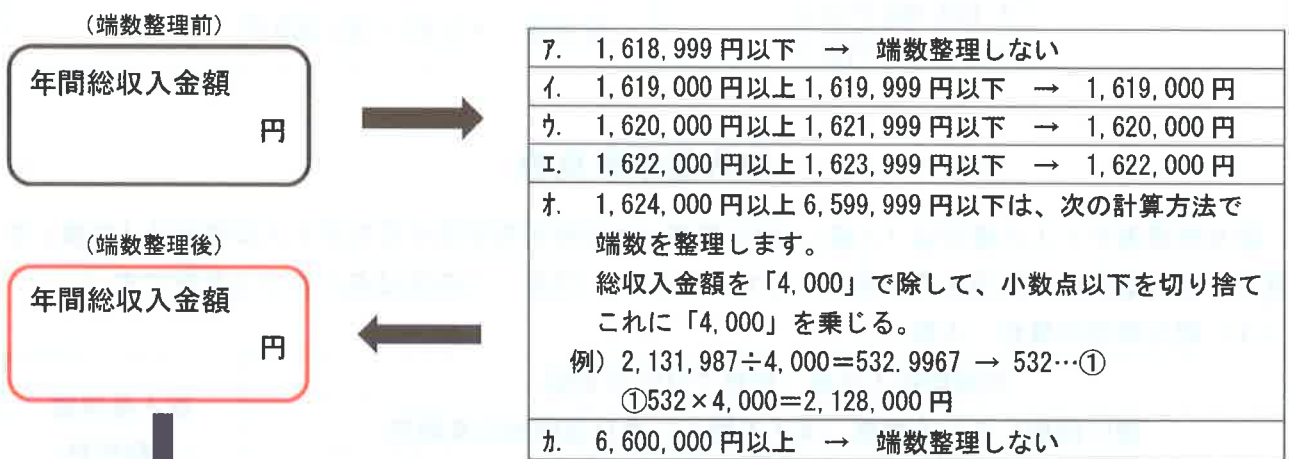 （端数整理前）
年間総収入金額
円
（端数整理後）
年間総収入金額
円
ｱ. 1,618,999円以下 → 端数整理しない
ｲ. 1,619,000円以上1,619,999円以下 → 1,619,000円
ｳ. 1,620,000円以上1,621,999円以下 → 1,620,000円
ｴ. 1,622,000円以上1,623,999円以下 → 1,622,000円
ｵ. 1,624,000円以上6,599,999円以下は、次の計算方法で
端数を整理します。
総収入金額を「4,000」で除して、小数点以下を切り捨て
これに「4,000」を乗じる。
例）2,131,987÷4,000＝532.9967 → 532…①
①532×4,000＝2,128,000円
ｶ. 6,600,000円以上 → 端数整理しない